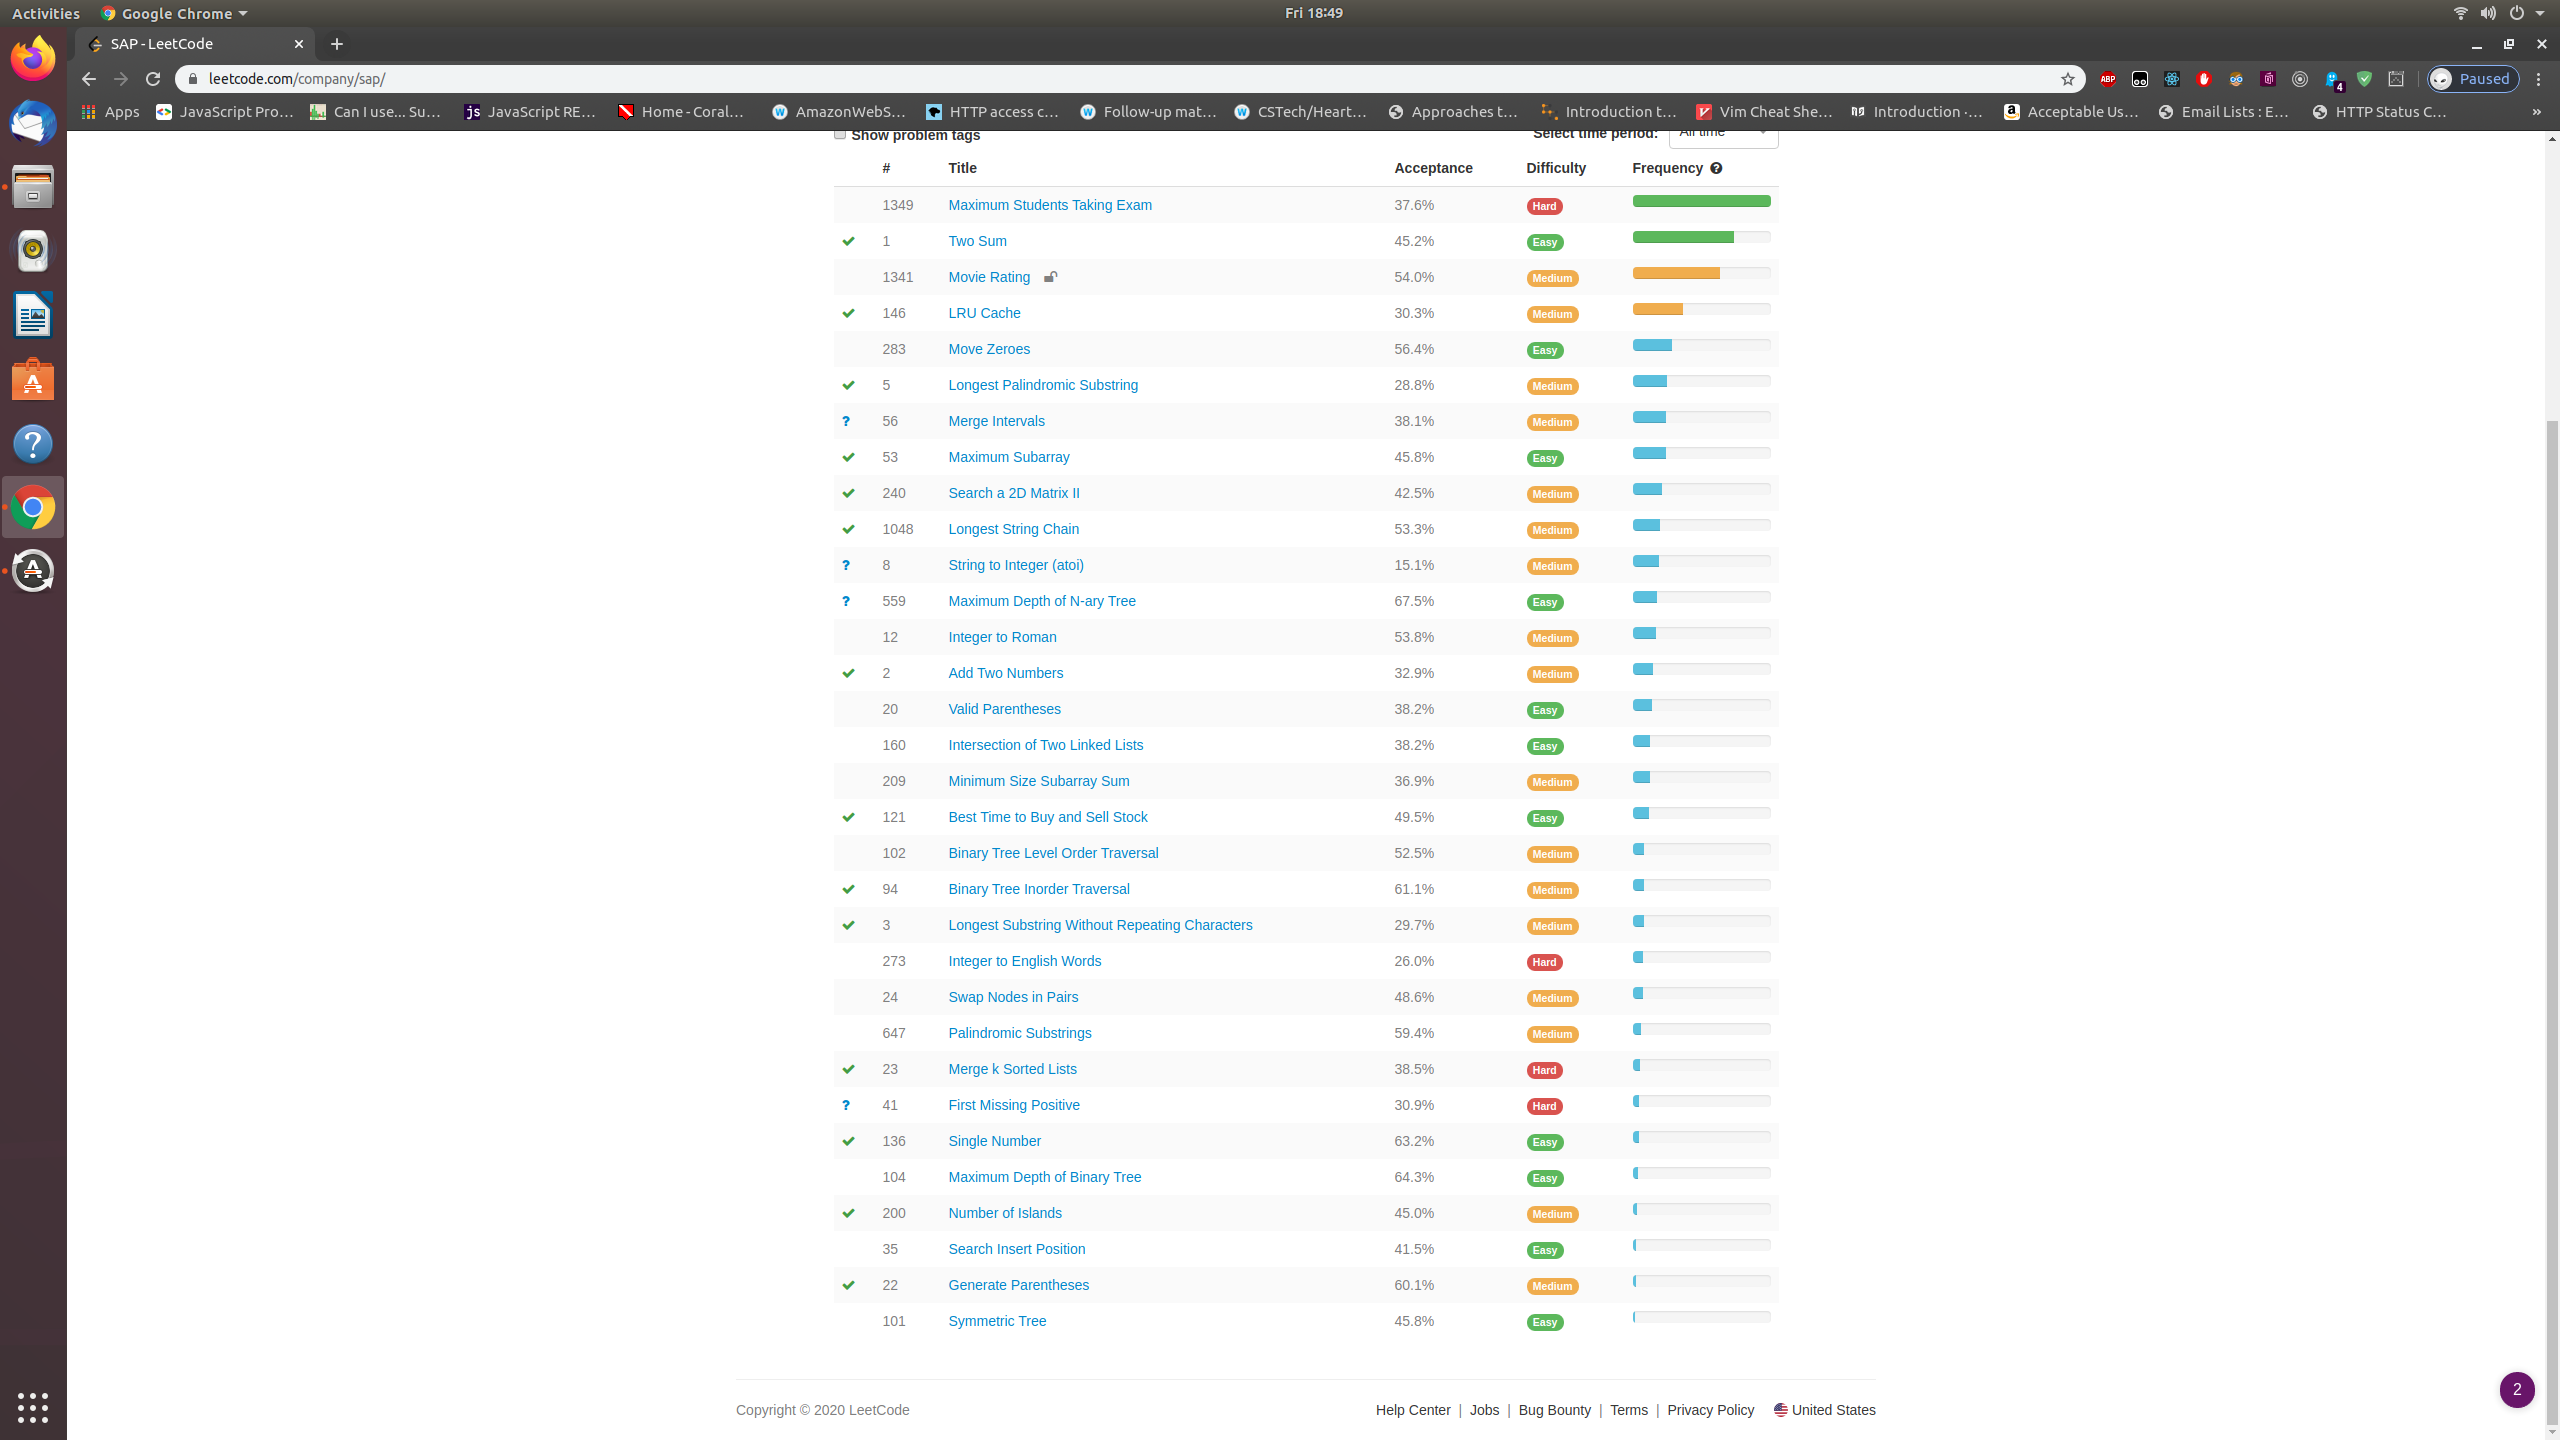 Activities Google Chrome Fri 18:49
SAP - LeetCode
leetcode.com/company/sap/ ABP 4 Paused
Apps JavaScript Pro… Can I use... Su… JavaScript RE… Home - Coral… AmazonWebS… HTTP access c… Follow-up mat… CSTech/Heart… Approaches t… Introduction t… Vim Cheat She… Introduction ·… Acceptable Us… Email Lists : E… HTTP Status C… »
Show problem tags Select time period: All time
# Title Acceptance Difficulty Frequency
1349 Maximum Students Taking Exam 37.6% Hard
1 Two Sum 45.2% Easy
1341 Movie Rating 54.0% Medium
146 LRU Cache 30.3% Medium
283 Move Zeroes 56.4% Easy
5 Longest Palindromic Substring 28.8% Medium
? 56 Merge Intervals 38.1% Medium
53 Maximum Subarray 45.8% Easy
240 Search a 2D Matrix II 42.5% Medium
1048 Longest String Chain 53.3% Medium
? 8 String to Integer (atoi) 15.1% Medium
? 559 Maximum Depth of N-ary Tree 67.5% Easy
12 Integer to Roman 53.8% Medium
2 Add Two Numbers 32.9% Medium
20 Valid Parentheses 38.2% Easy
160 Intersection of Two Linked Lists 38.2% Easy
209 Minimum Size Subarray Sum 36.9% Medium
121 Best Time to Buy and Sell Stock 49.5% Easy
102 Binary Tree Level Order Traversal 52.5% Medium
94 Binary Tree Inorder Traversal 61.1% Medium
3 Longest Substring Without Repeating Characters 29.7% Medium
273 Integer to English Words 26.0% Hard
24 Swap Nodes in Pairs 48.6% Medium
647 Palindromic Substrings 59.4% Medium
23 Merge k Sorted Lists 38.5% Hard
? 41 First Missing Positive 30.9% Hard
136 Single Number 63.2% Easy
104 Maximum Depth of Binary Tree 64.3% Easy
200 Number of Islands 45.0% Medium
35 Search Insert Position 41.5% Easy
22 Generate Parentheses 60.1% Medium
101 Symmetric Tree 45.8% Easy
2
Copyright © 2020 LeetCode Help Center | Jobs | Bug Bounty | Terms | Privacy Policy United States